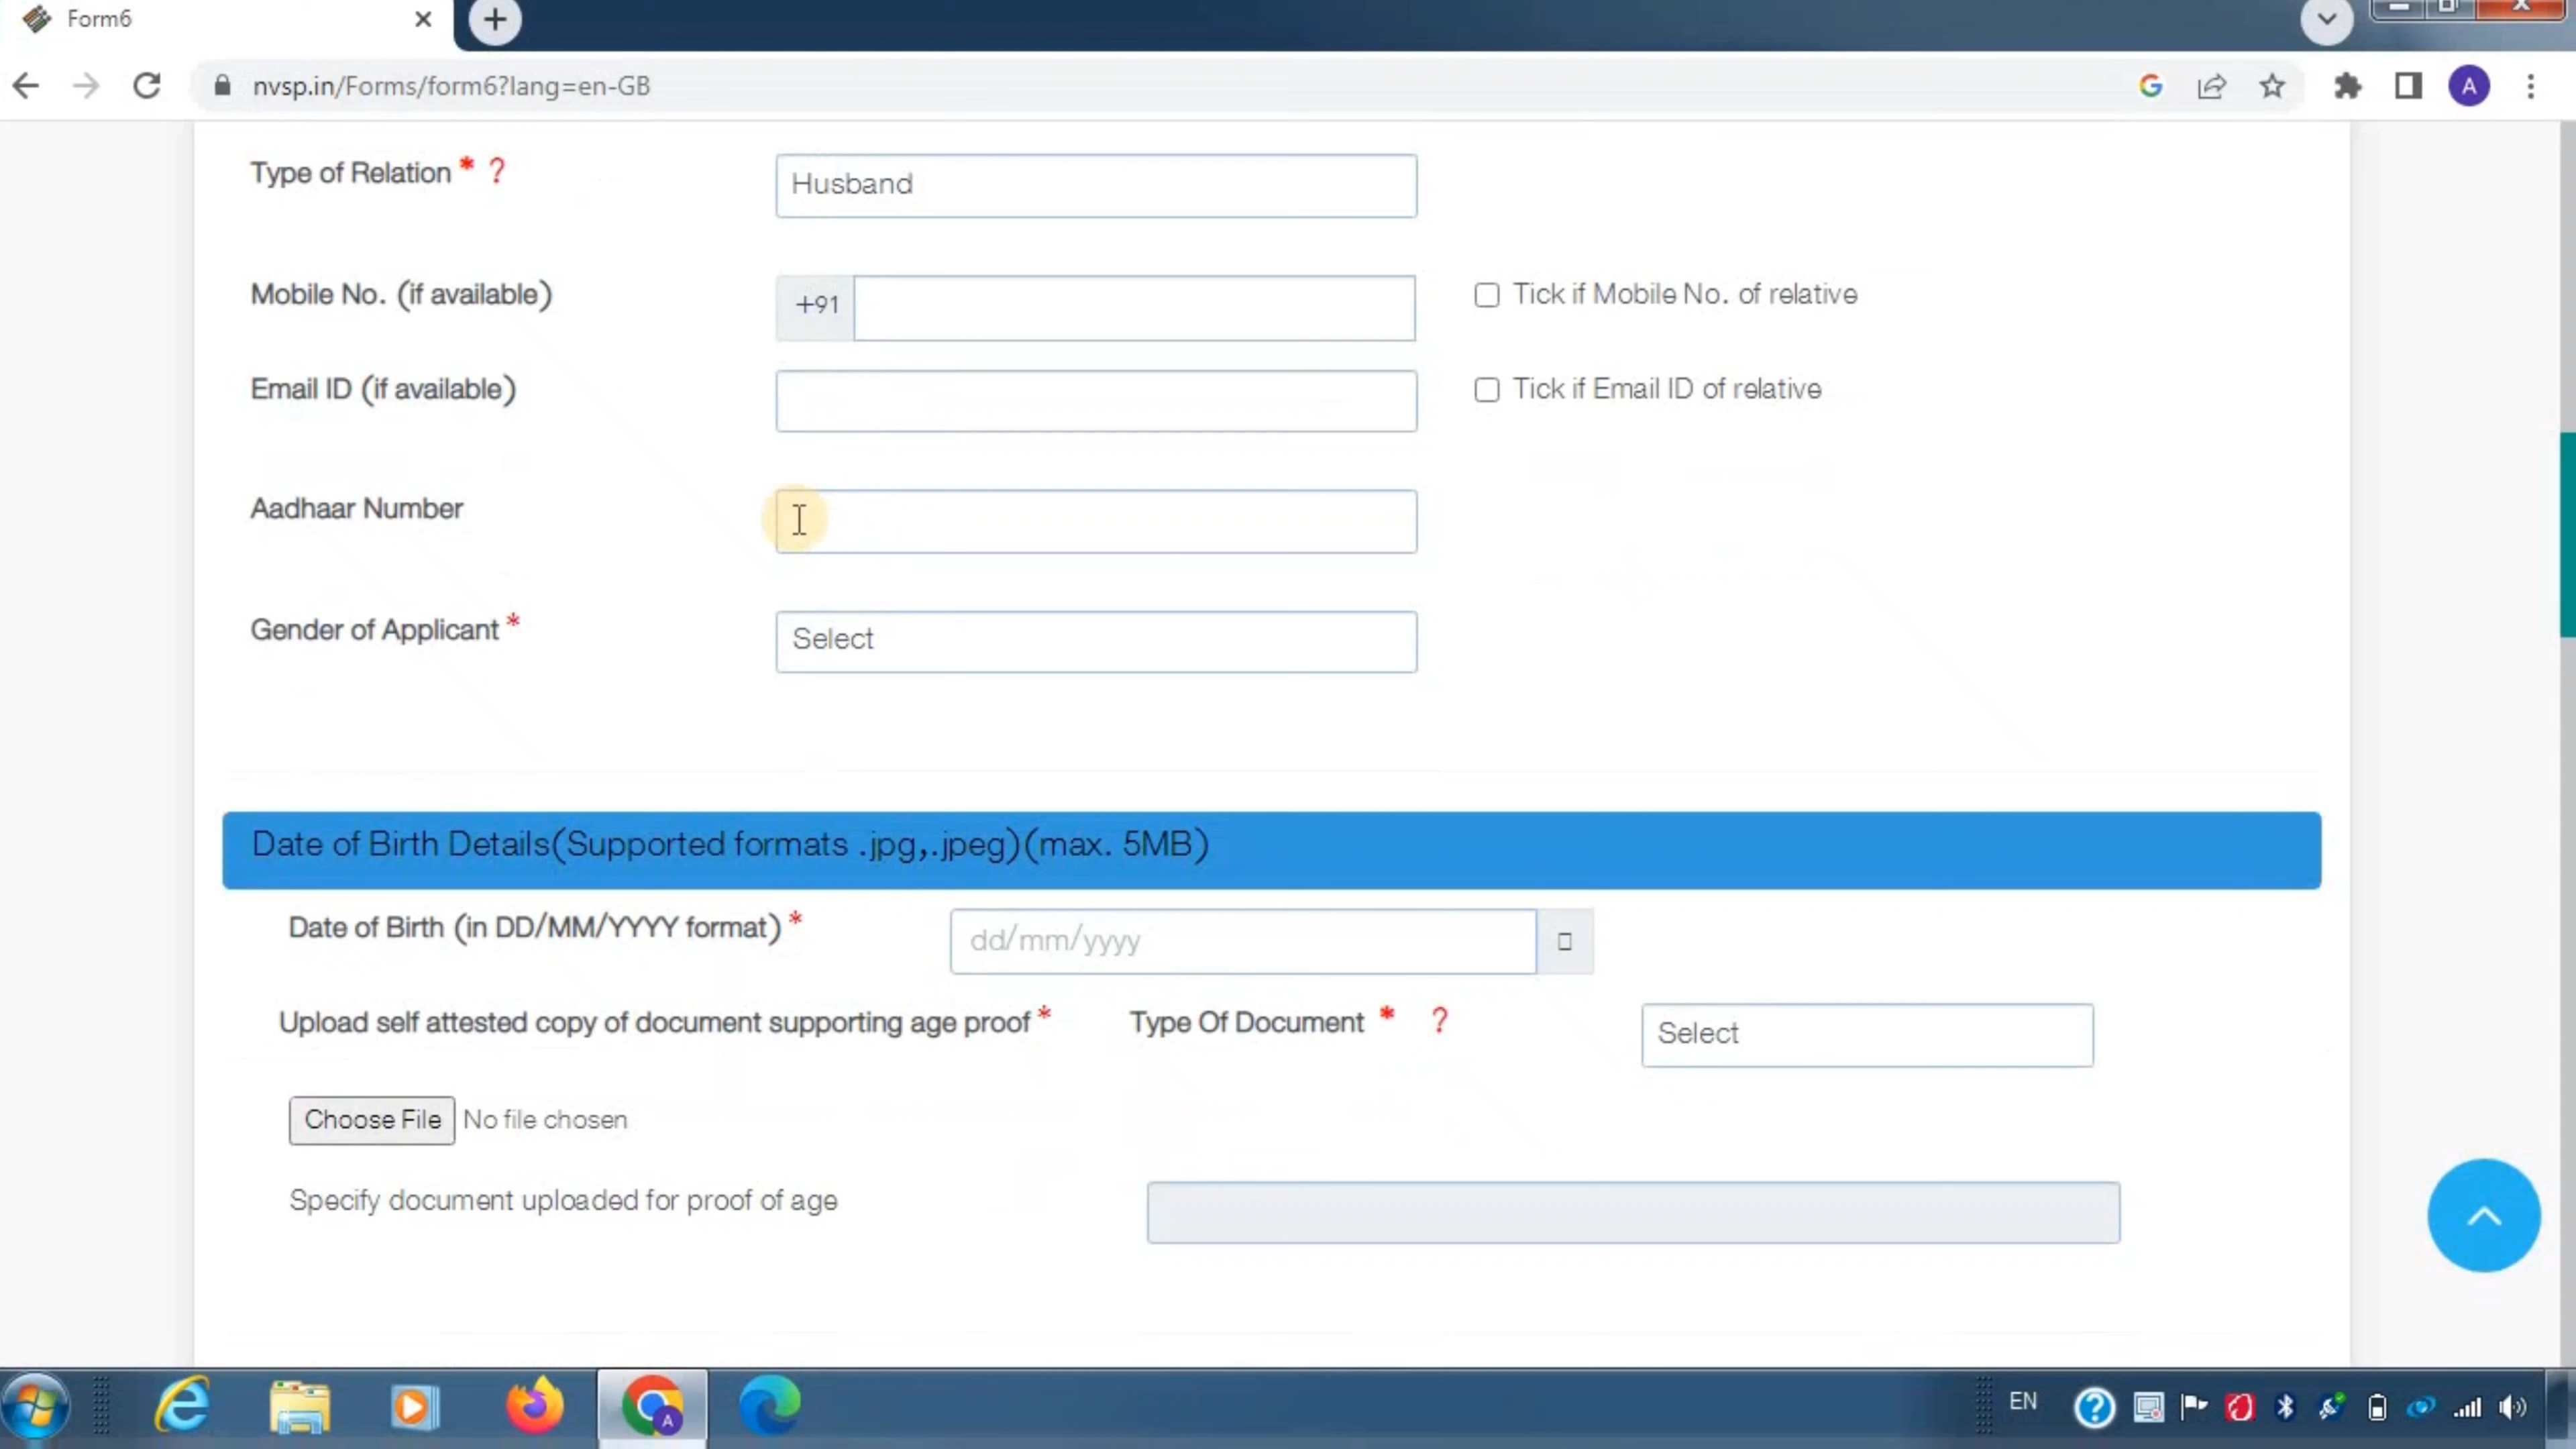 Form6
nvsp.in/Forms/form6?lang=en-GB
A
Type of Relation * ?
Husband
Mobile No. (if available)
+91
Tick if Mobile No. of relative
Email ID (if available)
Tick if Email ID of relative
Aadhaar Number
Gender of Applicant *
Select
Date of Birth Details(Supported formats .jpg,.jpeg)(max. 5MB)
Date of Birth (in DD/MM/YYYY format) *
dd/mm/yyyy
Upload self attested copy of document supporting age proof * Type Of Document * ?
Select
Choose File No file chosen
Specify document uploaded for proof of age
A
EN